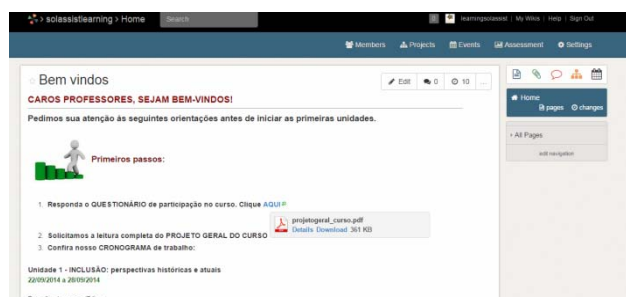 solassistlearning > Home
Search
learningsolassist | My Wikis | Help | Sign Out
Members Projects Events Assessment Settings
Bem vindos
Edit 0 10 ...
CAROS PROFESSORES, SEJAM BEM-VINDOS!
Pedimos sua atenção às seguintes orientações antes de iniciar as primeiras unidades.
Primeiros passos:
1. Responda o QUESTIONÁRIO de participação no curso. Clique AQUI
projetogeral_curso.pdf
Details Download 361 KB
2. Solicitamos a leitura completa do PROJETO GERAL DO CURSO
3. Confira nosso CRONOGRAMA de trabalho:
Unidade 1 - INCLUSÃO: perspectivas históricas e atuais
22/09/2014 a 28/09/2014
Home
pages changes
All Pages
edit navigation